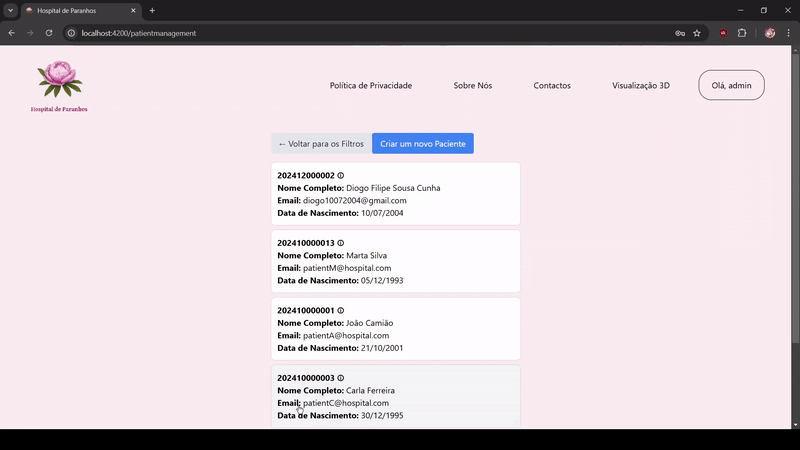 Hospital de Paranhos
localhost:4200/patientmanagement
Hospital de Paranhos
Política de Privacidade
Sobre Nós
Contactos
Visualização 3D
Olá, admin
← Voltar para os Filtros
Criar um novo Paciente
202412000002
Nome Completo: Diogo Filipe Sousa Cunha
Email: diogo10072004@gmail.com
Data de Nascimento: 10/07/2004
202410000013
Nome Completo: Marta Silva
Email: patientM@hospital.com
Data de Nascimento: 05/12/1993
202410000001
Nome Completo: João Camião
Email: patientA@hospital.com
Data de Nascimento: 21/10/2001
202410000003
Nome Completo: Carla Ferreira
Email: patientC@hospital.com
Data de Nascimento: 30/12/1995